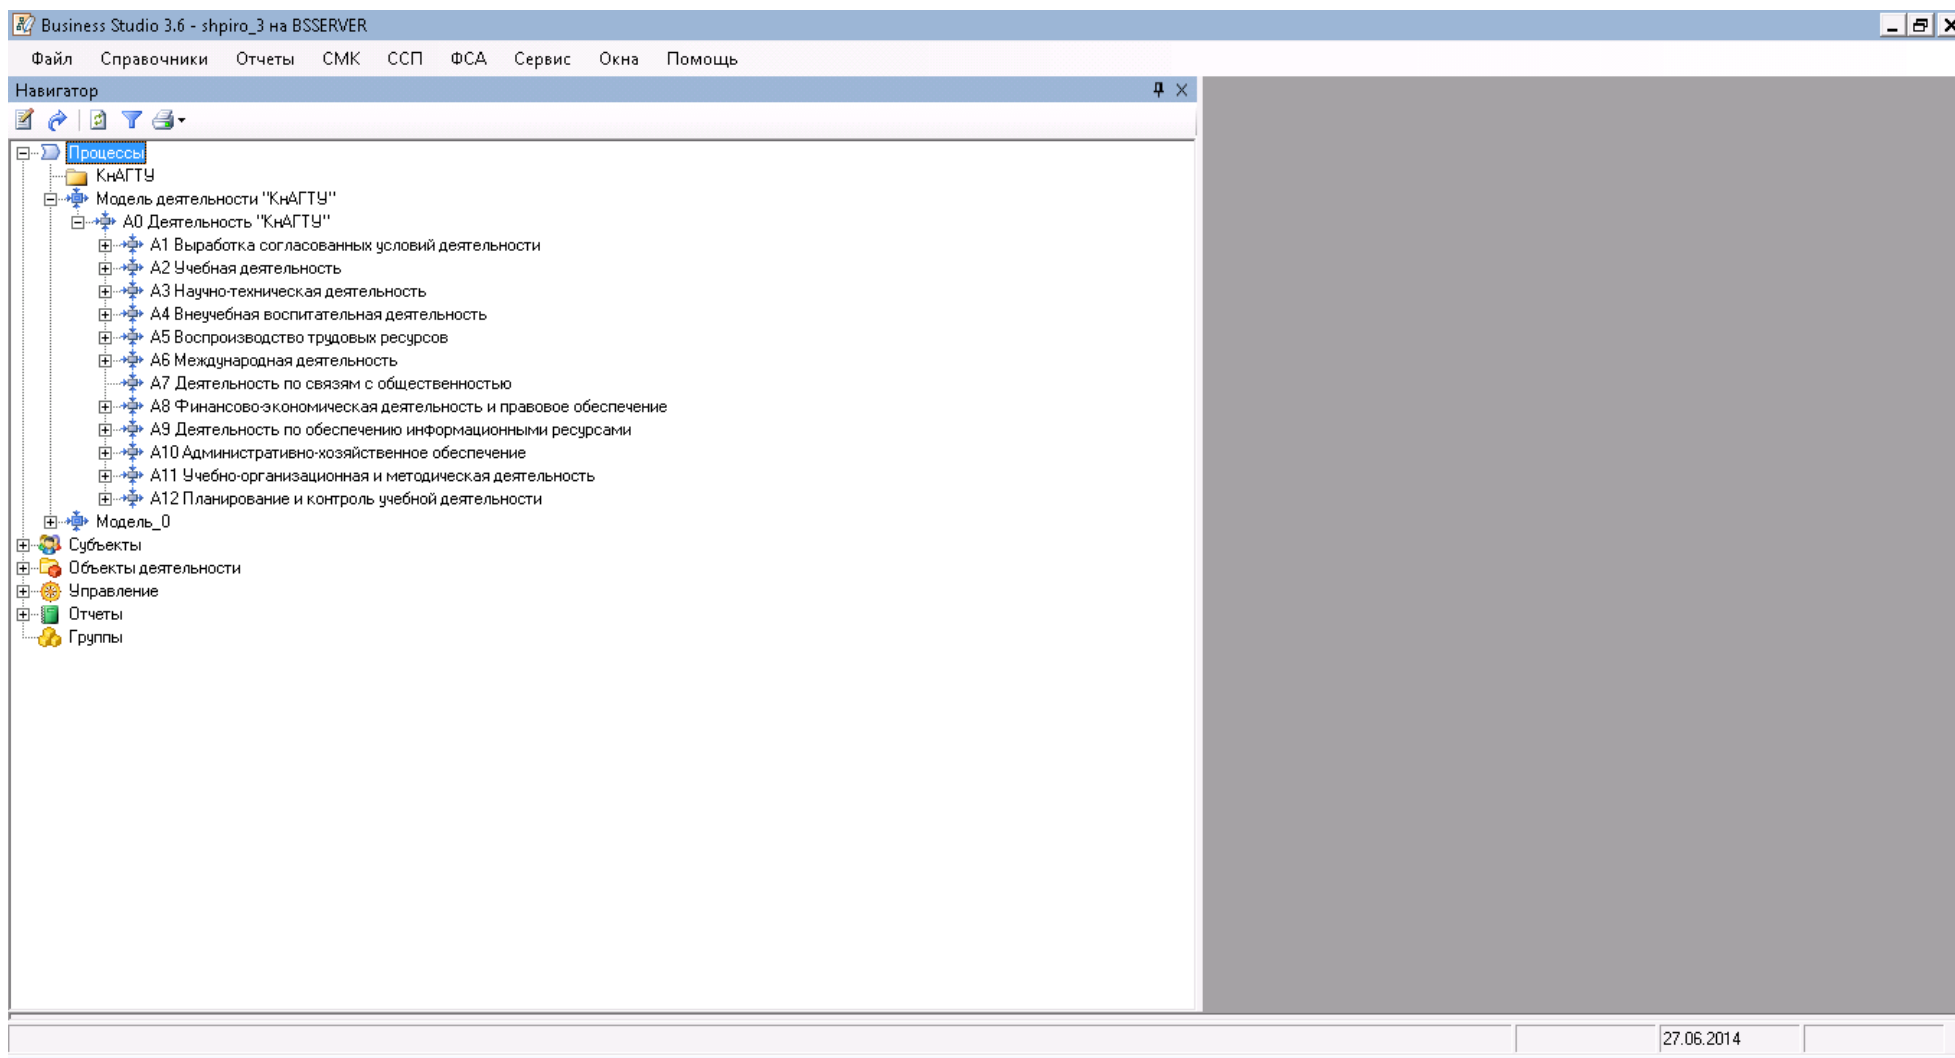 Business Studio 3.6 - shpiro_3 на BSSERVER
Файл Справочники Отчеты СМК ССП ФСА Сервис Окна Помощь
Навигатор
Процессы
КнАГТУ
Модель деятельности "КнАГТУ"
А0 Деятельность "КнАГТУ"
А1 Выработка согласованных условий деятельности
А2 Учебная деятельность
А3 Научно-техническая деятельность
А4 Внеучебная воспитательная деятельность
А5 Воспроизводство трудовых ресурсов
А6 Международная деятельность
А7 Деятельность по связям с общественностью
А8 Финансово-экономическая деятельность и правовое обеспечение
А9 Деятельность по обеспечению информационными ресурсами
А10 Административно-хозяйственное обеспечение
А11 Учебно-организационная и методическая деятельность
А12 Планирование и контроль учебной деятельности
Модель_0
Субъекты
Объекты деятельности
Управление
Отчеты
Группы
27.06.2014